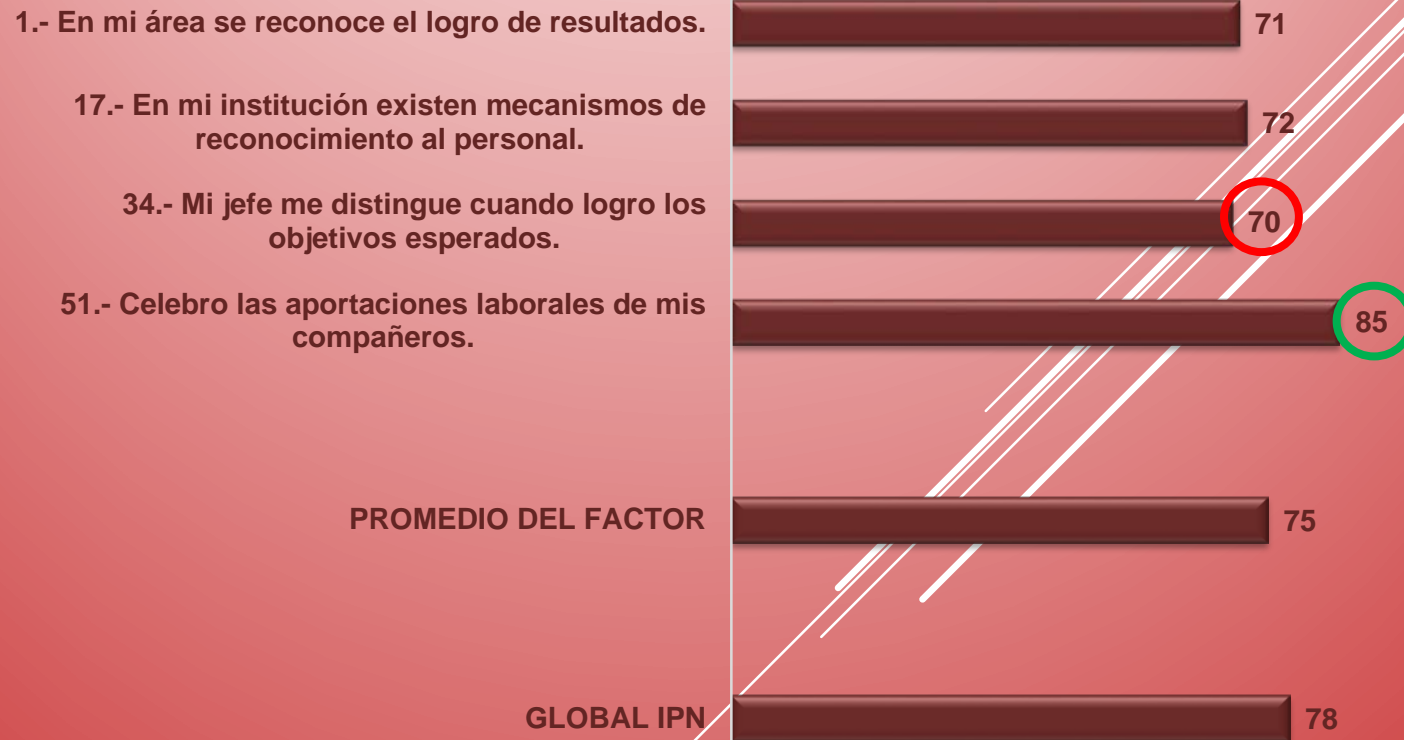 1.- En mi área se reconoce el logro de resultados.
71
17.- En mi institución existen mecanismos de
reconocimiento al personal.
72
34.- Mi jefe me distingue cuando logro los
objetivos esperados.
70
51.- Celebro las aportaciones laborales de mis
compañeros.
85
PROMEDIO DEL FACTOR
75
GLOBAL IPN
78